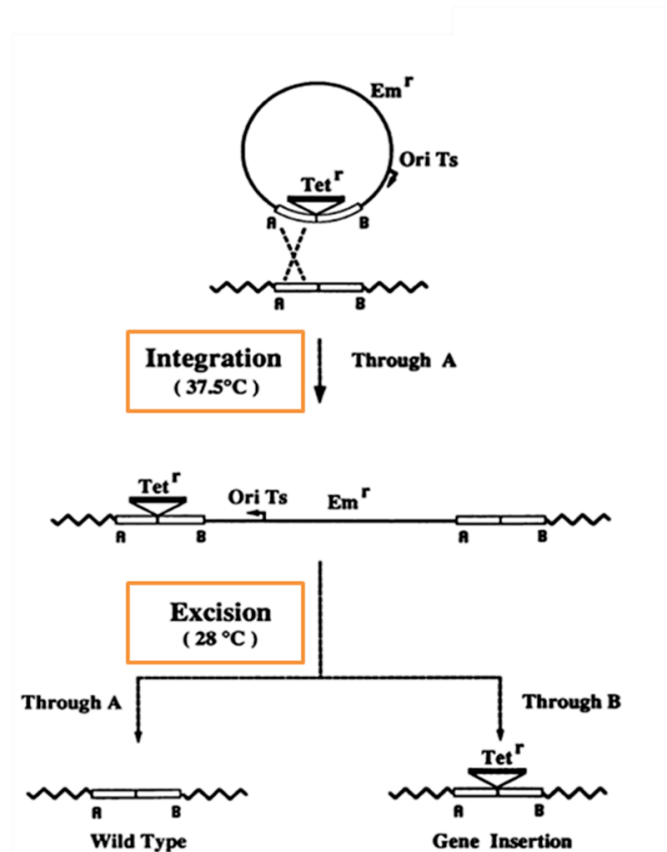 Em r
Ori Ts
Tet r
A B
A B
Integration
( 37.5°C )
Through A
Tet r
Ori Ts
Em r
A B A B
Excision
( 28 °C )
Through A
Through B
Tet r
A B
A B
Wild Type
Gene Insertion